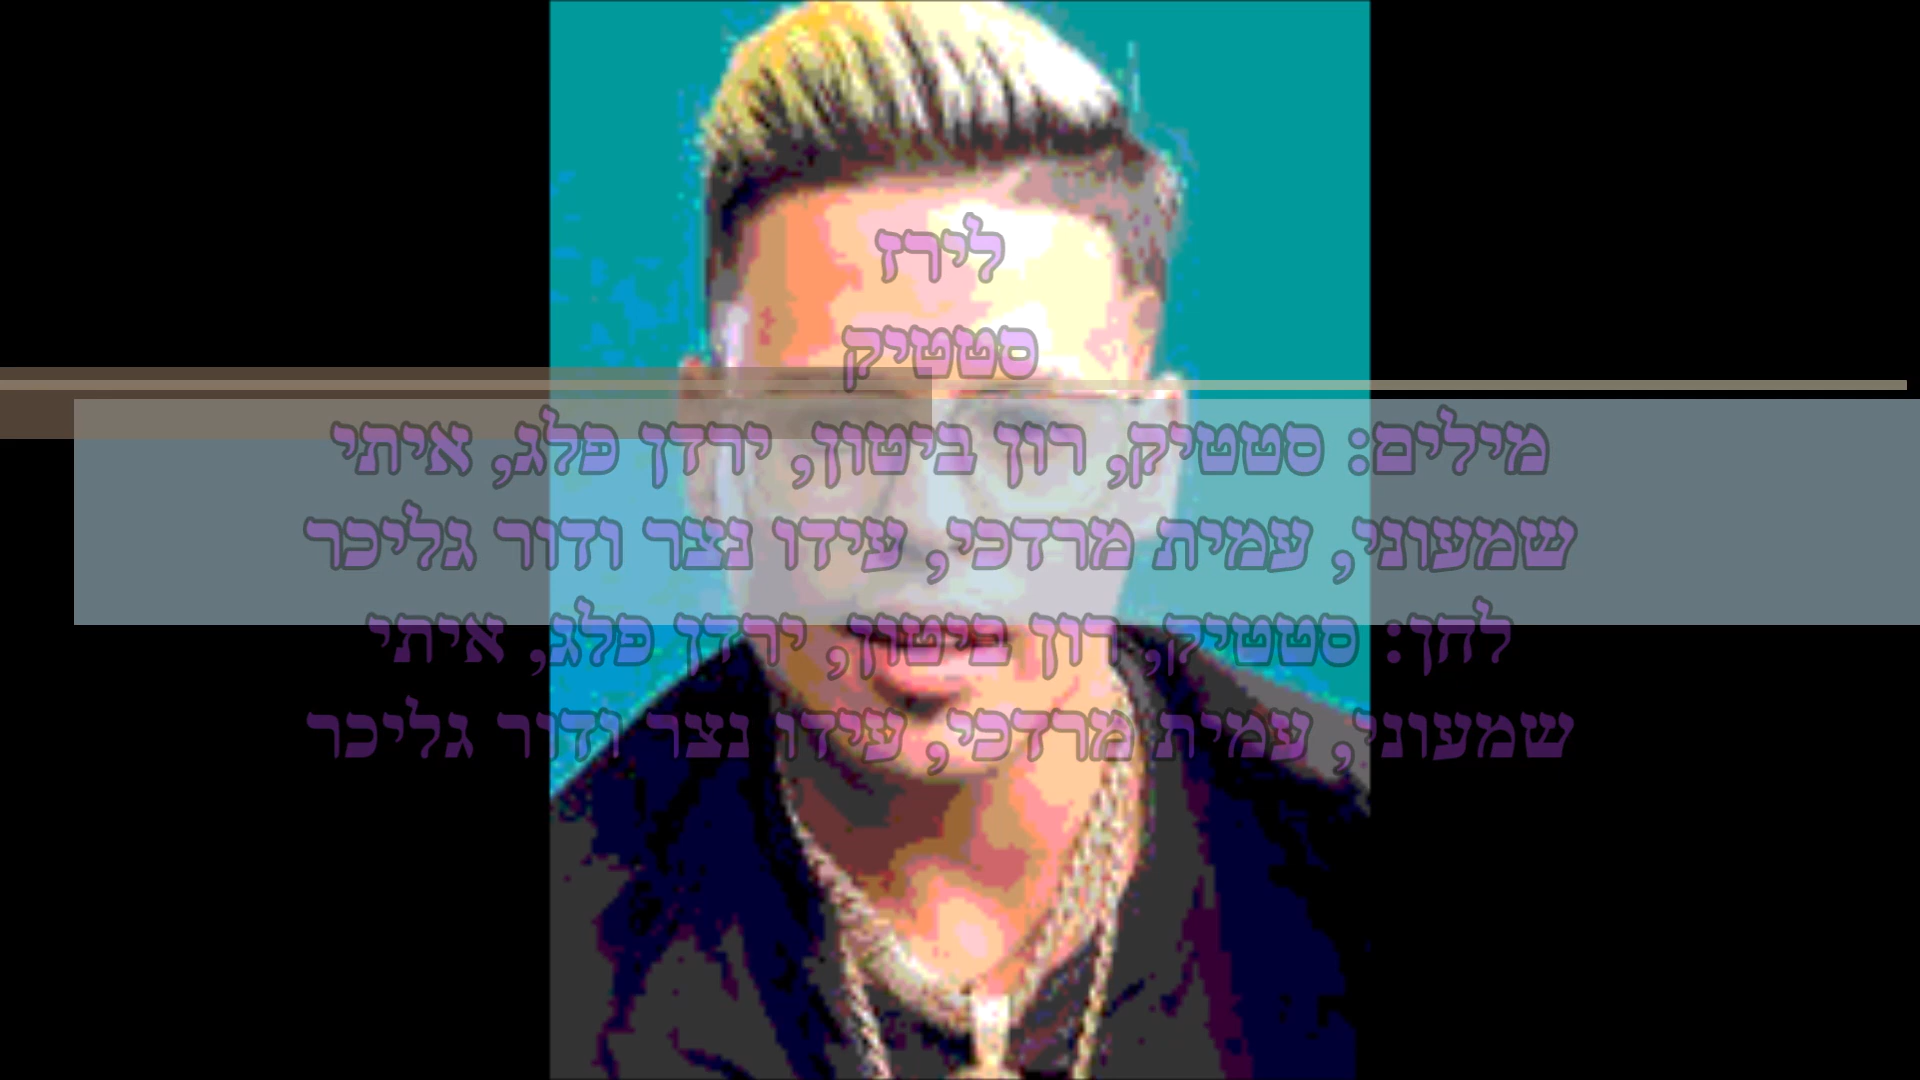 לירז
סטטיק
מילים: סטטיק, רון ביטון, ירדן פלג, איתי
שמעוני, עמית מרדכי, עידו נצר ודור גליכר
לחן: סטטיק, רון ביטון, ירדן פלג, איתי
שמעוני, עמית מרדכי, עידו נצר ודור גליכר